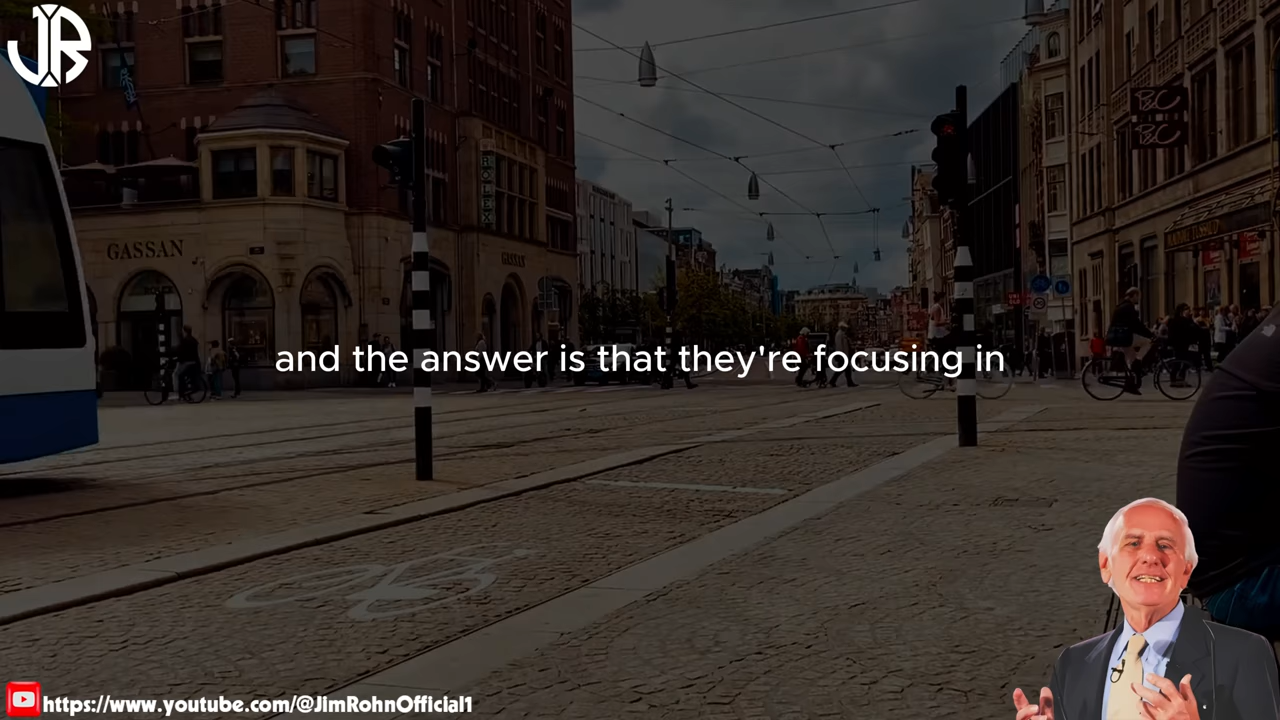 JR
GASSAN
ROLEX
GASSAN
P&C
P&C
and the answer is that they're focusing in
https://www.youtube.com/@JimRohnOfficial1